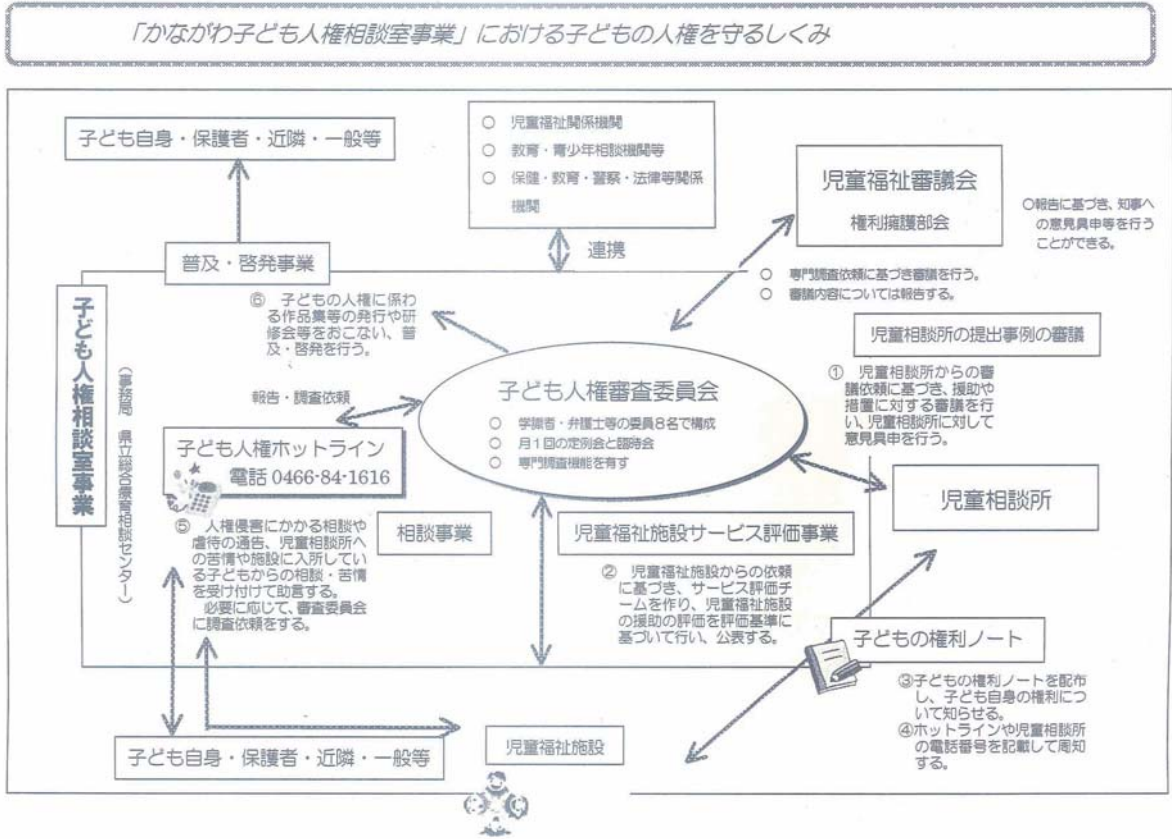 「かながわ子ども人権相談室事業」における子どもの人権を守るしくみ
子ども自身・保護者・近隣・一般等
○ 児童福祉関係機関
○ 教育・青少年相談機関等
○ 保健・教育・警察・法律等関係
機関
児童福祉審議会
権利擁護部会
○報告に基づき、知事へ
の意見具申等を行う
ことができる。
連携
普及・啓発事業
○ 専門調査依頼に基づき審議を行う。
○ 審議内容については報告する。
子ども人権相談室事業
(事務局 県立総合療育相談センター)
⑥ 子どもの人権に係わ
る作品集等の発行や研
修会等をおこない、普
及・啓発を行う。
児童相談所の提出事例の審議
① 児童相談所からの審
議依頼に基づき、援助や
措置に対する審議を行
い、児童相談所に対して
意見具申を行う。
子ども人権審査委員会
○ 学識者・弁護士等の委員8名で構成
○ 月1回の定例会と臨時会
○ 専門調査機能を有す
報告・調査依頼
子ども人権ホットライン
電話 0466-84-1616
児童相談所
⑤ 人権侵害にかかる相談や
虐待の通告、児童相談所へ
の苦情や施設に入所してい
る子どもからの相談・苦情
を受け付けて助言する。
必要に応じて、審査委員会
に調査依頼をする。
相談事業
児童福祉施設サービス評価事業
② 児童福祉施設からの依頼
に基づき、サービス評価チ
ームを作り、児童福祉施設
の援助の評価を評価基準に
基づいて行い、公表する。
子どもの権利ノート
③子どもの権利ノートを配布
し、子ども自身の権利につ
いて知らせる。
④ホットラインや児童相談所
の電話番号を記載して周知
する。
子ども自身・保護者・近隣・一般等
児童福祉施設